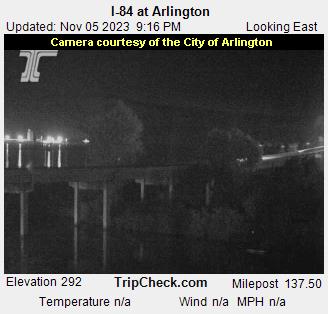 I-84 at Arlington
Updated: Nov 05 2023 9:16 PM Looking East
Camera courtesy of the City of Arlington
Elevation 292 TripCheck.com Milepost 137.50
Temperature n/a Wind n/a MPH n/a